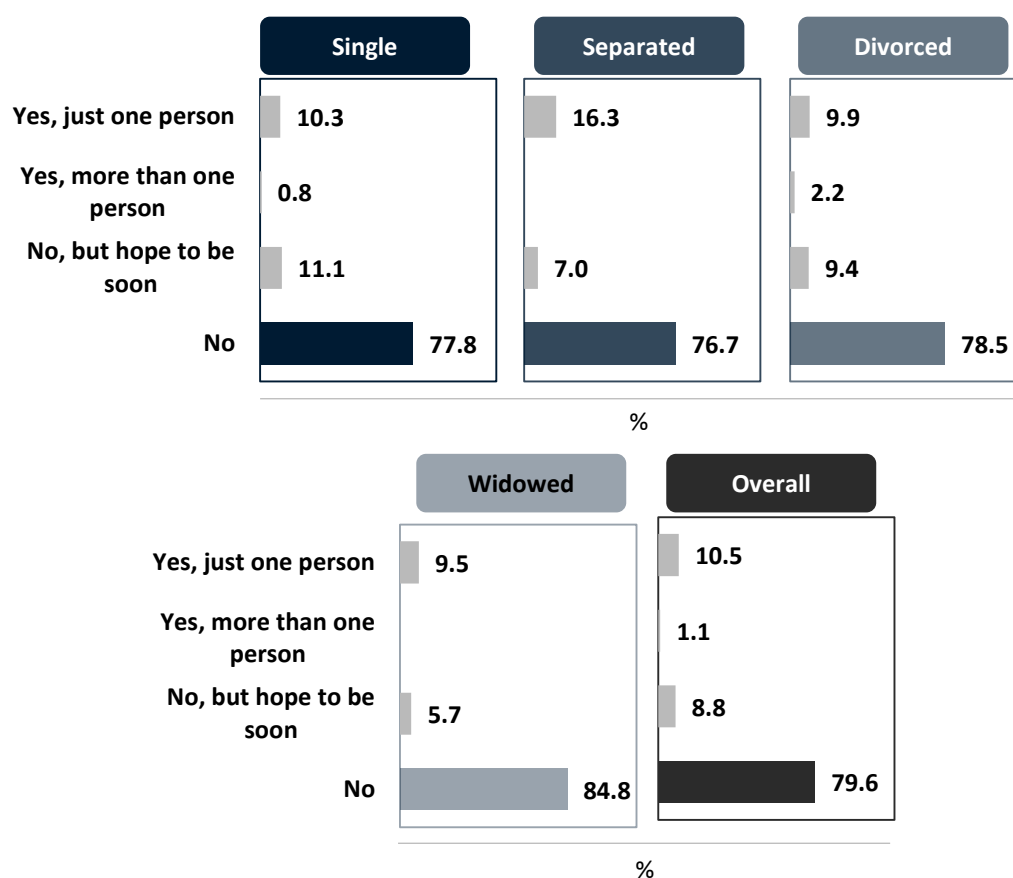 Single Separated Divorced
Yes, just one person 10.3 16.3 9.9
Yes, more than one
person 0.8 2.2
No, but hope to be
soon 11.1 7.0 9.4
No 77.8 76.7 78.5
%
Widowed Overall
Yes, just one person 9.5 10.5
Yes, more than one
person 1.1
No, but hope to be
soon 5.7 8.8
No 84.8 79.6
%